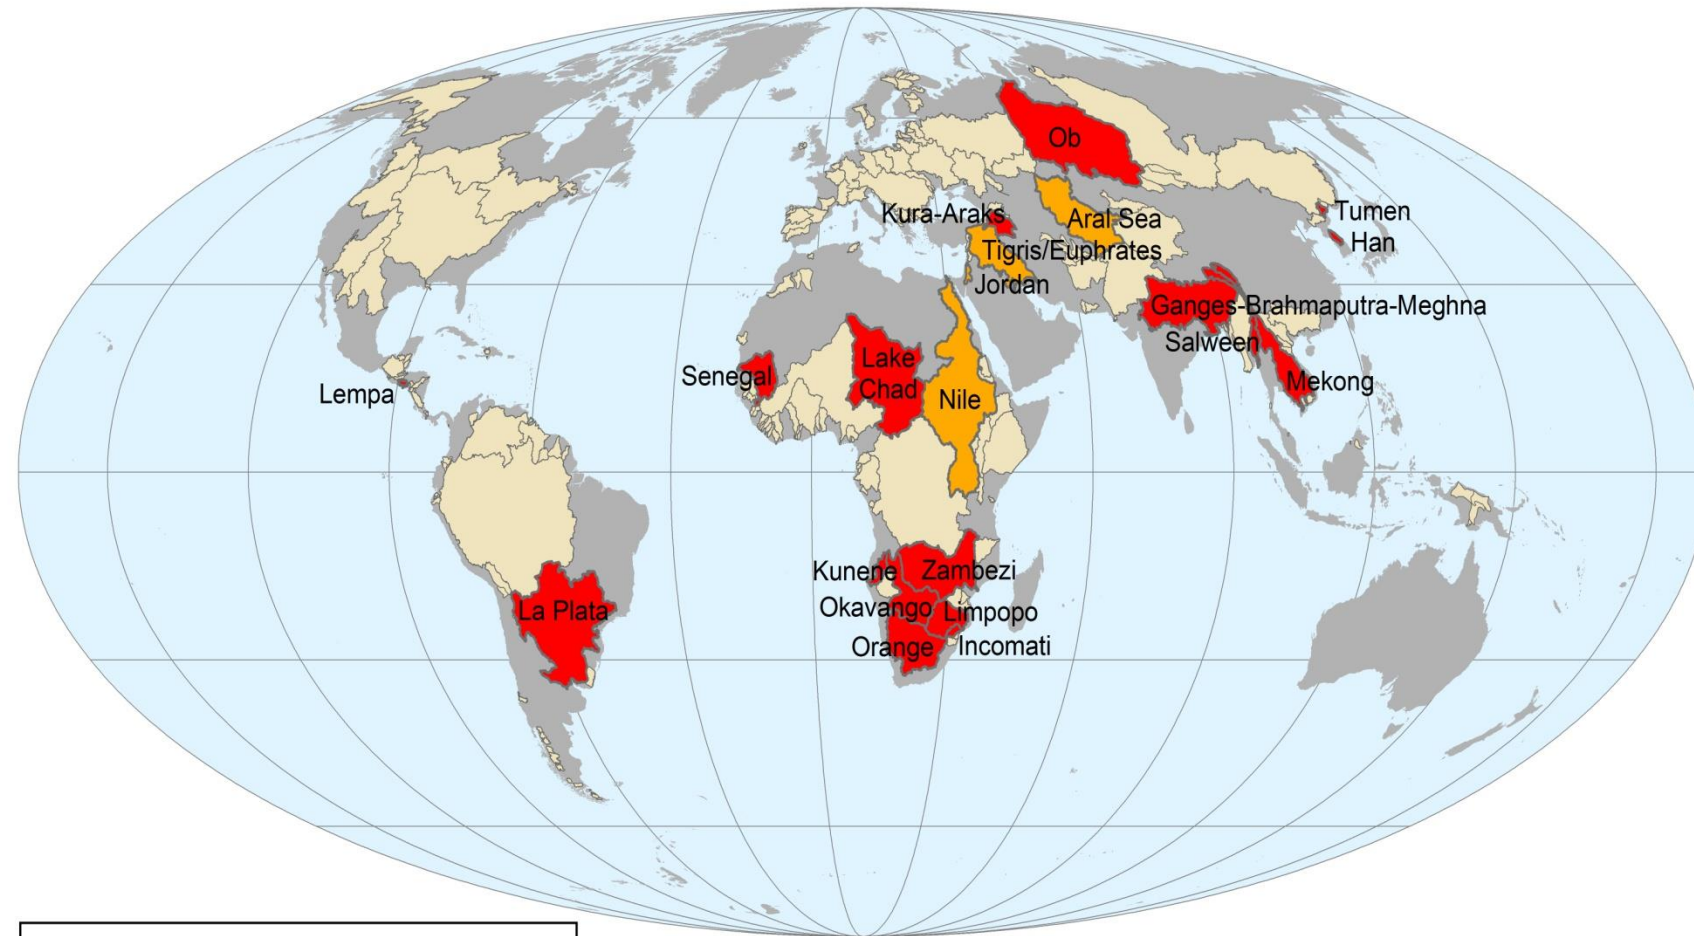 Ob
Kura-Araks
Aral Sea
Tumen
Han
Tigris/Euphrates
Jordan
Ganges-Brahmaputra-Meghna
Salween
Senegal
Lake
Chad
Mekong
Lempa
Nile
Kunene
Zambezi
La Plata
Okavango
Limpopo
Orange
Incomati